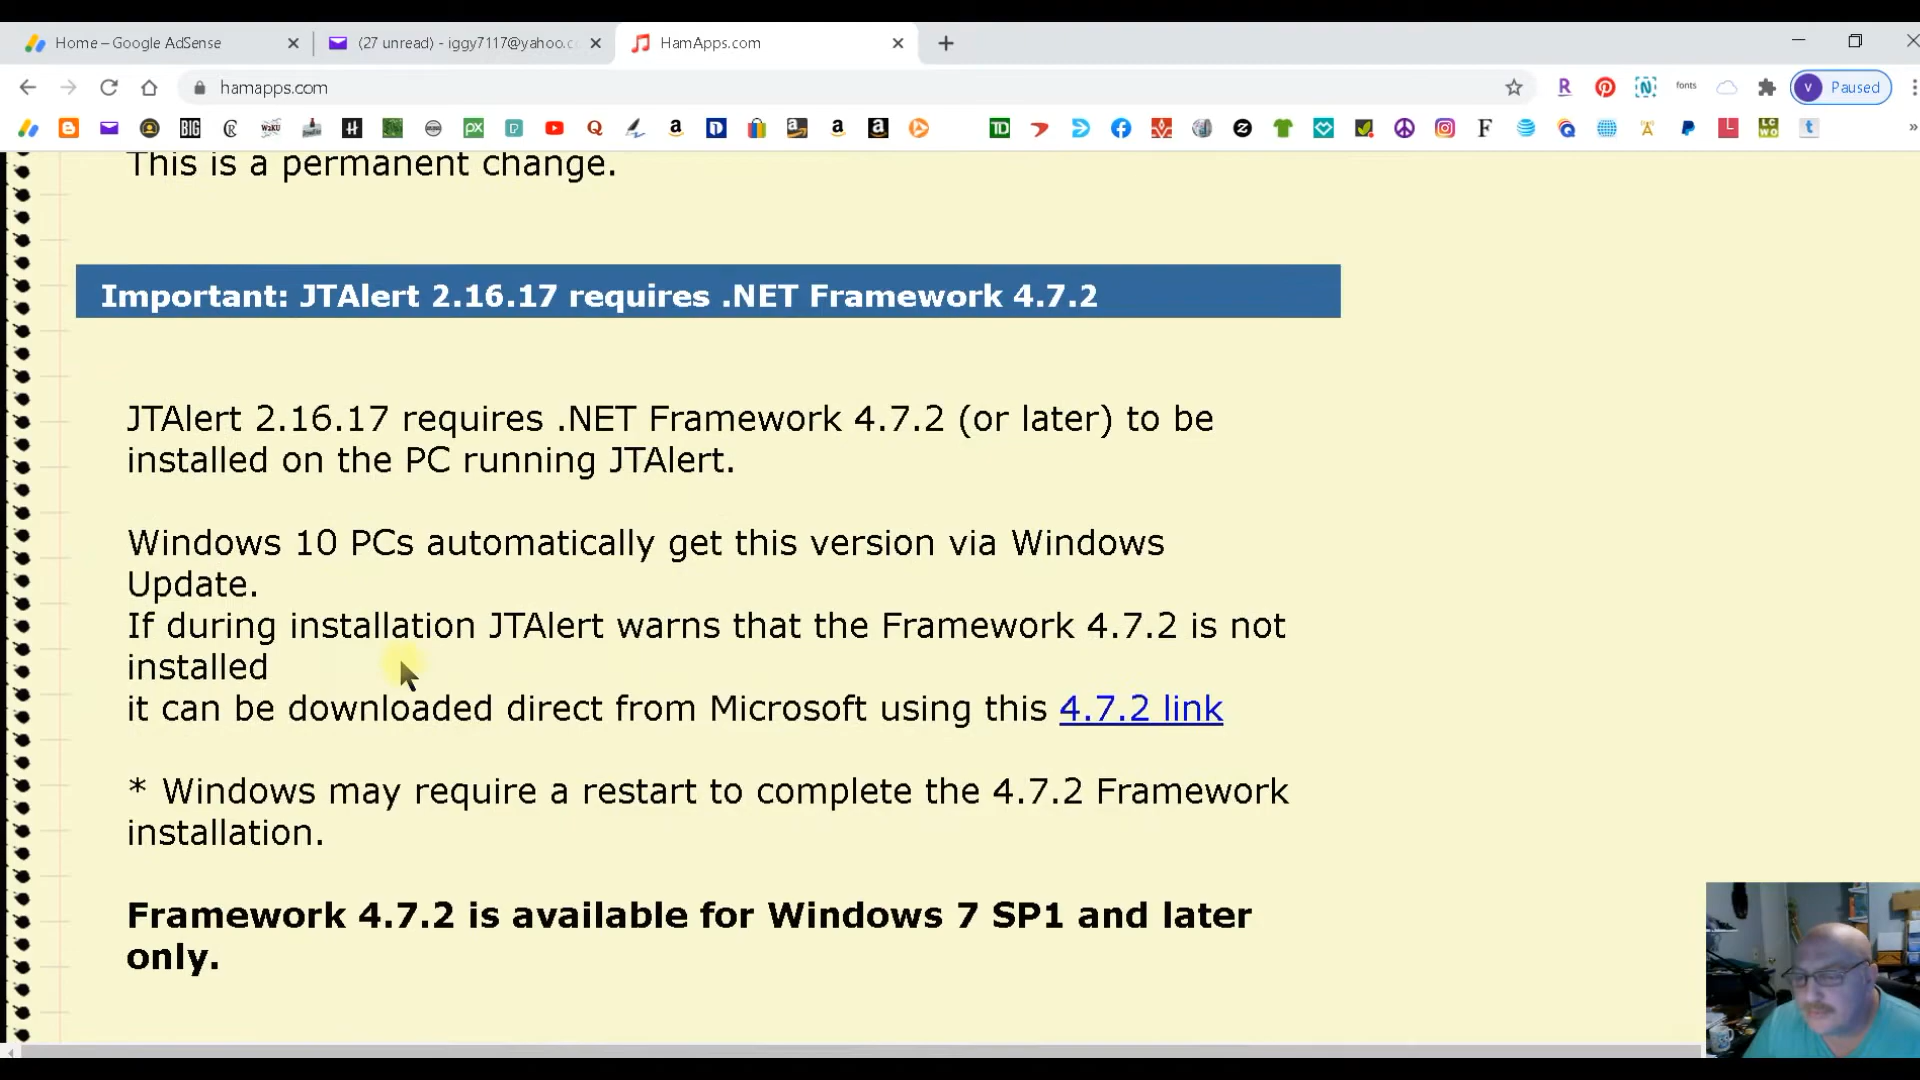 Home – Google AdSense
(27 unread) - iggy7117@yahoo.c
HamApps.com
hamapps.com
fonts
V Paused
This is a permanent change.
Important: JTAlert 2.16.17 requires .NET Framework 4.7.2
JTAlert 2.16.17 requires .NET Framework 4.7.2 (or later) to be
installed on the PC running JTAlert.
Windows 10 PCs automatically get this version via Windows
Update.
If during installation JTAlert warns that the Framework 4.7.2 is not
installed
it can be downloaded direct from Microsoft using this 4.7.2 link
* Windows may require a restart to complete the 4.7.2 Framework
installation.
Framework 4.7.2 is available for Windows 7 SP1 and later
only.